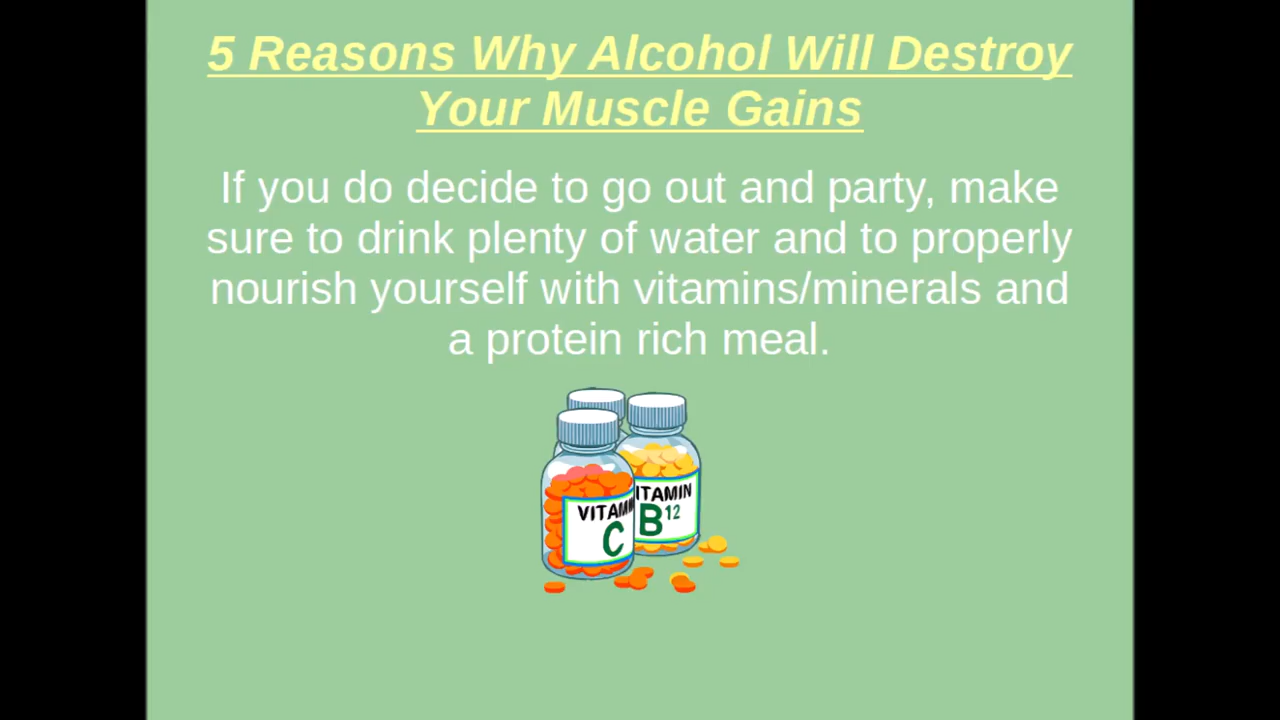 5 Reasons Why Alcohol Will Destroy
Your Muscle Gains
If you do decide to go out and party, make
sure to drink plenty of water and to properly
nourish yourself with vitamins/minerals and
a protein rich meal.
VITAM
C
ITAMIN
B12